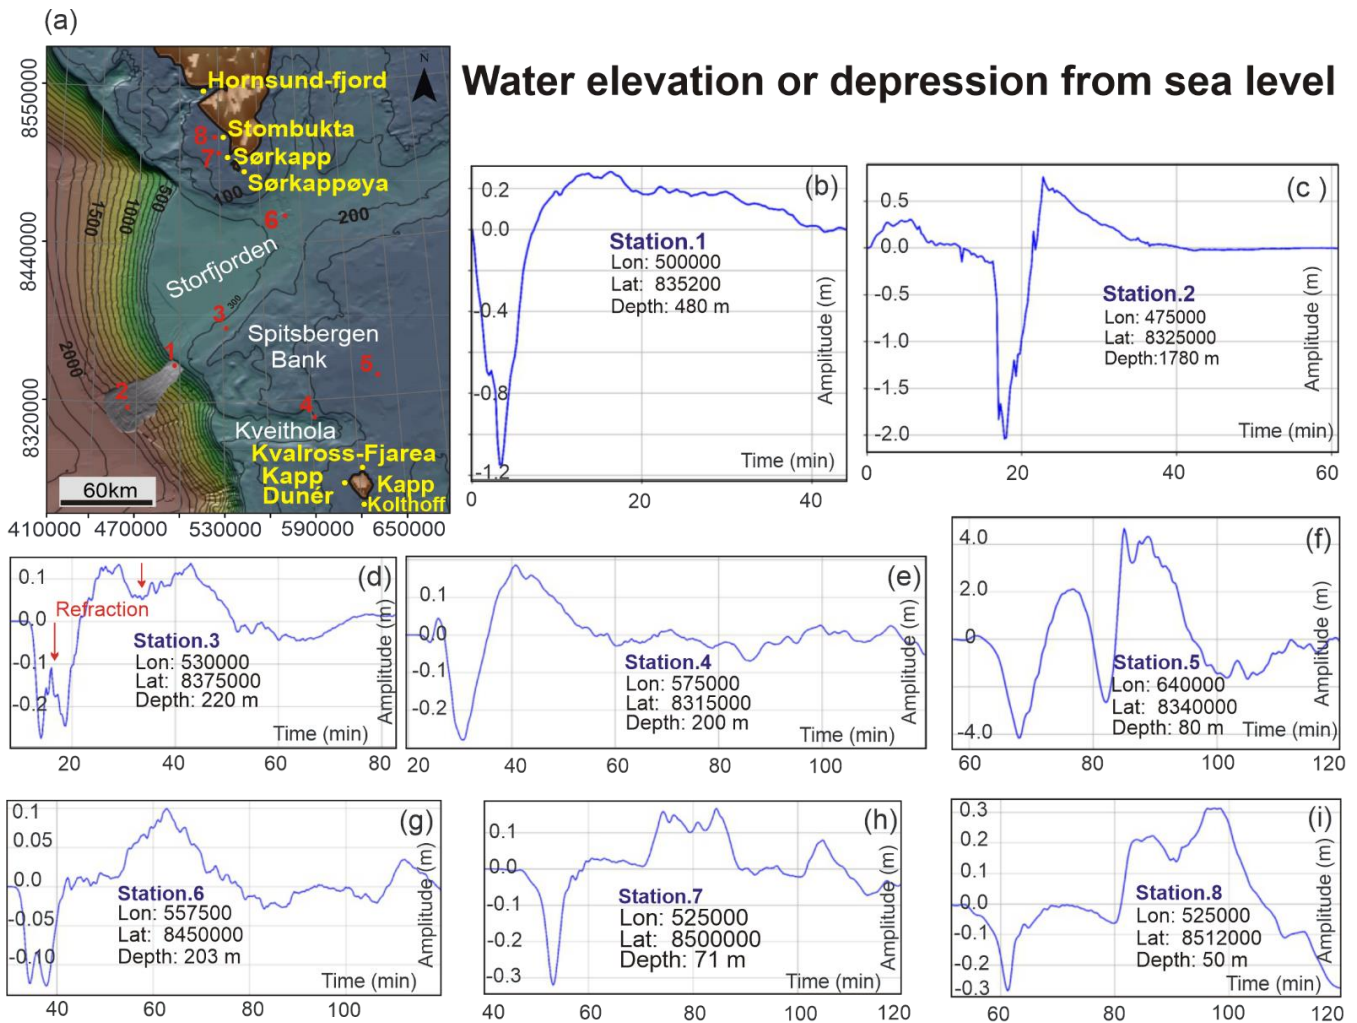 (a)
Water elevation or depression from sea level
8550000
8440000
8320000
N
Hornsund-fjord
Stombukta
8
7
Sørkapp
Sørkappøya
100
200
500
1000
1500
2000
6
Storfjorden
3
300
Spitsbergen
Bank
1
5
2
4
Kveithola
Kvalross-Fjarea
Kapp
Dunér
Kapp
Kolthoff
60km
410000 470000 530000 590000 650000
(b)
0.2
0.0
-0.4
-0.8
-1.2
Station.1
Lon: 500000
Lat: 835200
Depth: 480 m
Amplitude (m)
Time (min)
0 20 40
(c )
0.5
0.0
-0.5
-1.0
-1.5
-2.0
Station.2
Lon: 475000
Lat: 8325000
Depth:1780 m
Amplitude (m)
Time (min)
0 20 40 60
(d)
0.1
0.0
-0.1
-0.2
Refraction
Station.3
Lon: 530000
Lat: 8375000
Depth: 220 m
Amplitude (m)
Time (min)
20 40 60 80
(e)
0.1
0.0
-0.1
-0.2
Station.4
Lon: 575000
Lat: 8315000
Depth: 200 m
Amplitude (m)
Time (min)
20 40 60 80 100
(f)
4.0
2.0
0
-4.0
Station.5
Lon: 640000
Lat: 8340000
Depth: 80 m
Amplitude (m)
Time (min)
60 80 100 120
(g)
0.1
0.05
0.0
-0.05
-0.10
Station.6
Lon: 557500
Lat: 8450000
Depth: 203 m
Amplitude (m)
Time (min)
40 60 80 100
(h)
0.1
0.0
-0.1
-0.2
-0.3
Station.7
Lon: 525000
Lat: 8500000
Depth: 71 m
Amplitude (m)
Time (min)
40 60 80 100 120
(i)
0.3
0.2
0.1
0.0
-0.1
-0.2
-0.3
Station.8
Lon: 525000
Lat: 8512000
Depth: 50 m
Amplitude (m)
Time (min)
60 80 100 120